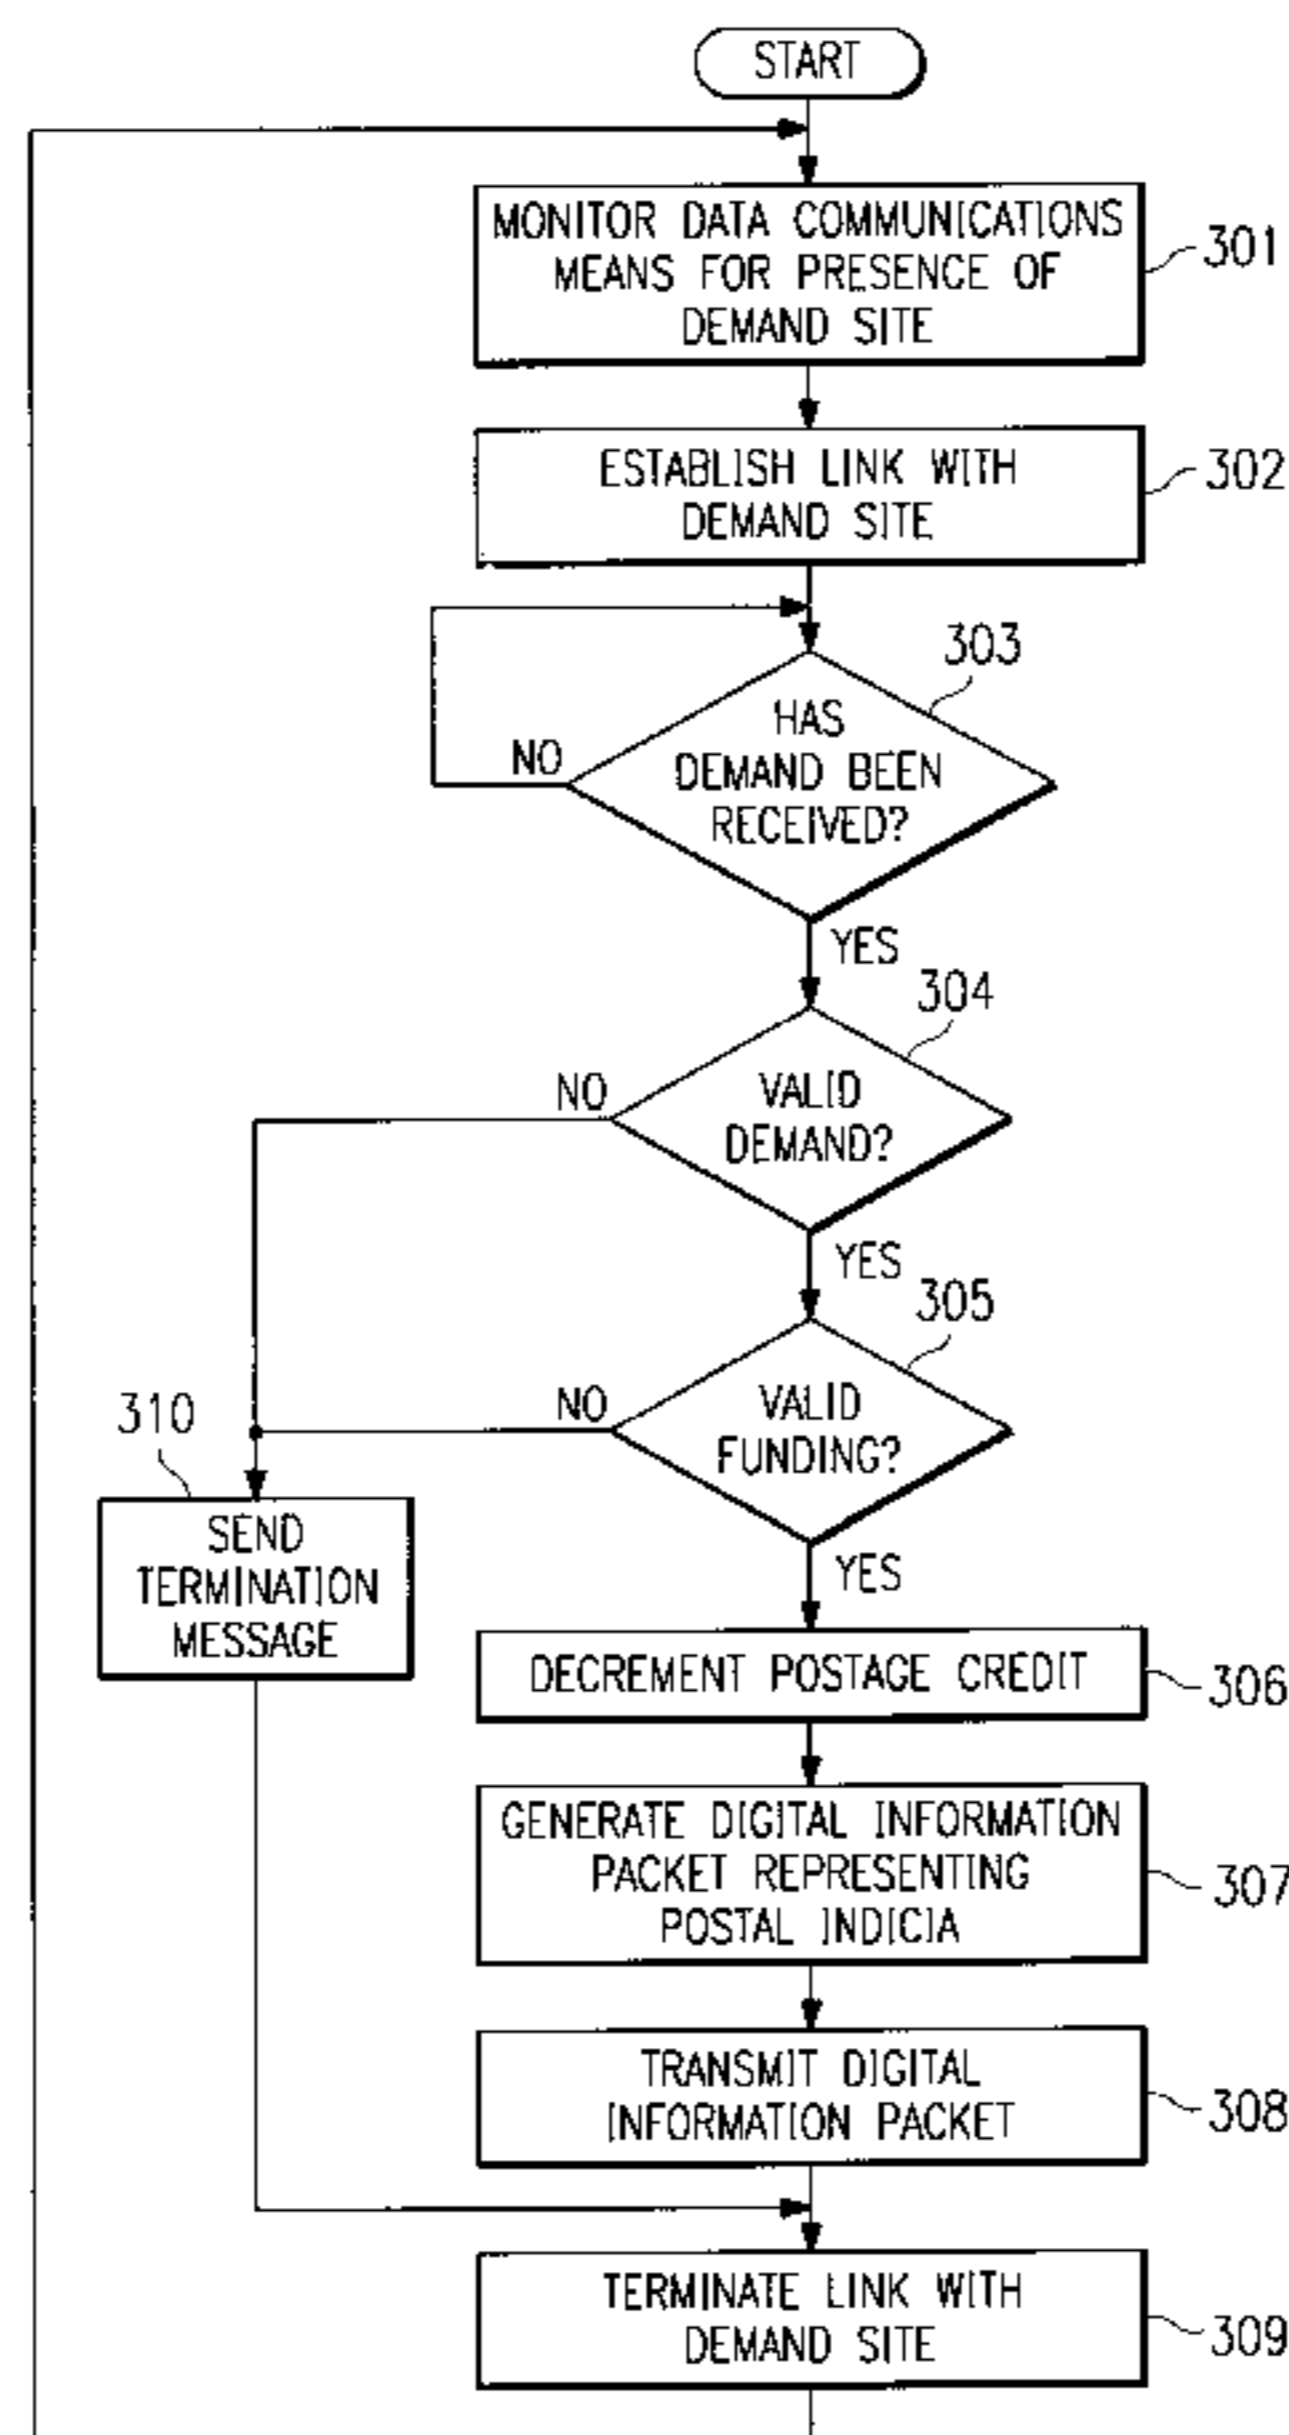 START
MONITOR DATA COMMUNICATIONS
MEANS FOR PRESENCE OF
DEMAND SITE
301
ESTABLISH LINK WITH
DEMAND SITE
302
303
HAS
DEMAND BEEN
RECEIVED?
NO
YES
304
VALID
DEMAND?
NO
YES
305
VALID
FUNDING?
NO
YES
310
SEND
TERMINATION
MESSAGE
DECREMENT POSTAGE CREDIT
306
GENERATE DIGITAL INFORMATION
PACKET REPRESENTING
POSTAL INDICIA
307
TRANSMIT DIGITAL
INFORMATION PACKET
308
TERMINATE LINK WITH
DEMAND SITE
309